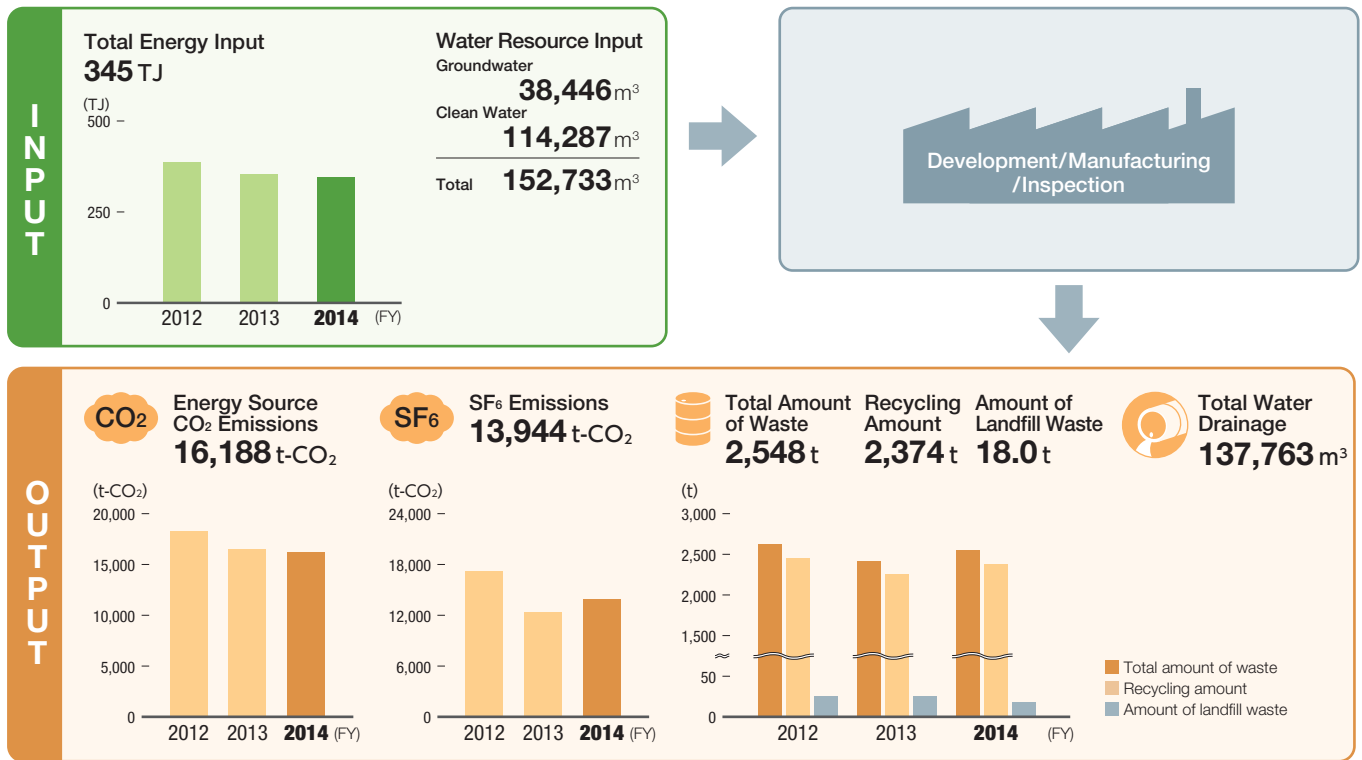 INPUT
Total Energy Input
345 TJ
(TJ)
500
250
0
2012 2013 2014 (FY)
Water Resource Input
Groundwater
38,446 m³
Clean Water
114,287 m³
Total 152,733 m³
Development/Manufacturing
/Inspection
OUTPUT
CO₂
Energy Source
CO₂ Emissions
16,188 t-CO₂
(t-CO₂)
20,000
15,000
10,000
5,000
0
2012 2013 2014 (FY)
SF₆
SF₆ Emissions
13,944 t-CO₂
(t-CO₂)
24,000
18,000
12,000
6,000
0
2012 2013 2014 (FY)
Total Amount
of Waste
2,548 t
Recycling
Amount
2,374 t
Amount of
Landfill Waste
18.0 t
(t)
3,000
2,500
2,000
1,500
50
0
2012 2013 2014 (FY)
Total amount of waste
Recycling amount
Amount of landfill waste
Total Water
Drainage
137,763 m³